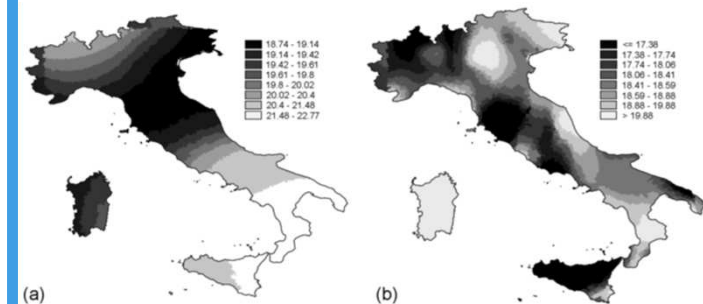 18.74 - 19.14
19.14 - 19.42
19.42 - 19.61
19.61 - 19.8
19.8 - 20.02
20.02 - 20.4
20.4 - 21.48
21.48 - 22.77
(a)
<= 17.38
17.38 - 17.74
17.74 - 18.06
18.06 - 18.41
18.41 - 18.59
18.59 - 18.88
18.88 - 19.88
> 19.88
(b)